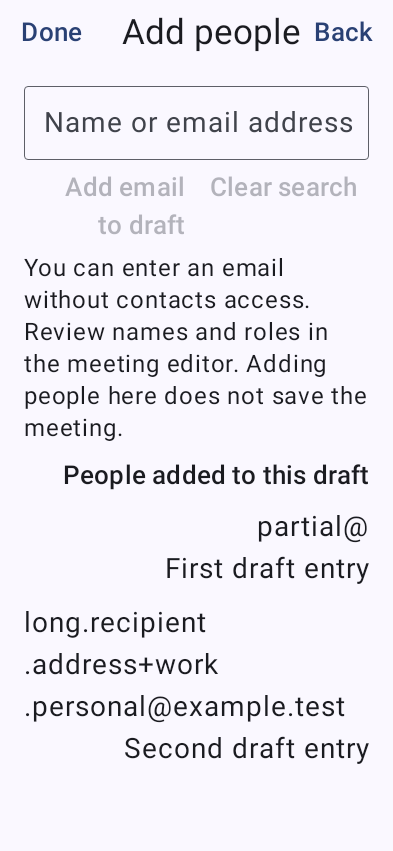 Done Add people Back
Name or email address
Add email
to draft
Clear search
You can enter an email
without contacts access.
Review names and roles in
the meeting editor. Adding
people here does not save the
meeting.
People added to this draft
partial@
First draft entry
long.recipient
.address+work
.personal@example.test
Second draft entry